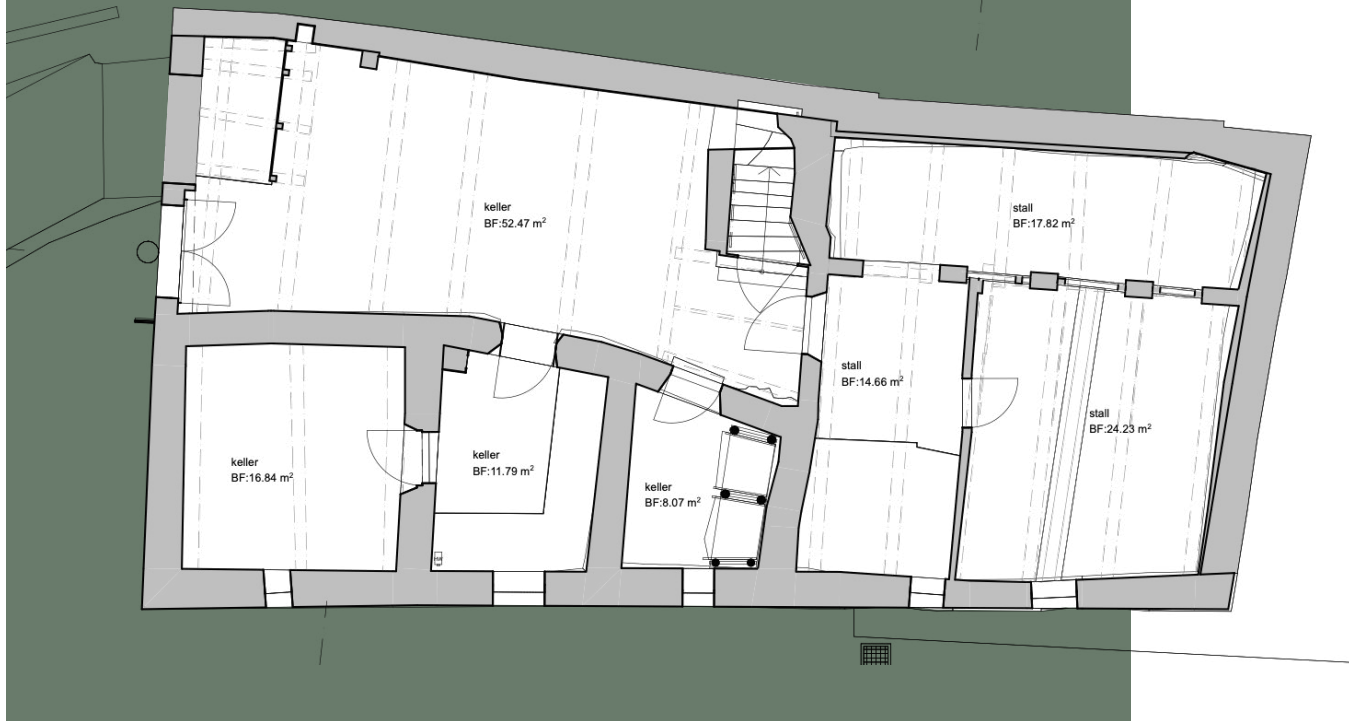 keller
BF:52.47 m²
stall
BF:17.82 m²
stall
BF:14.66 m²
stall
BF:24.23 m²
keller
BF:16.84 m²
keller
BF:11.79 m²
keller
BF:8.07 m²